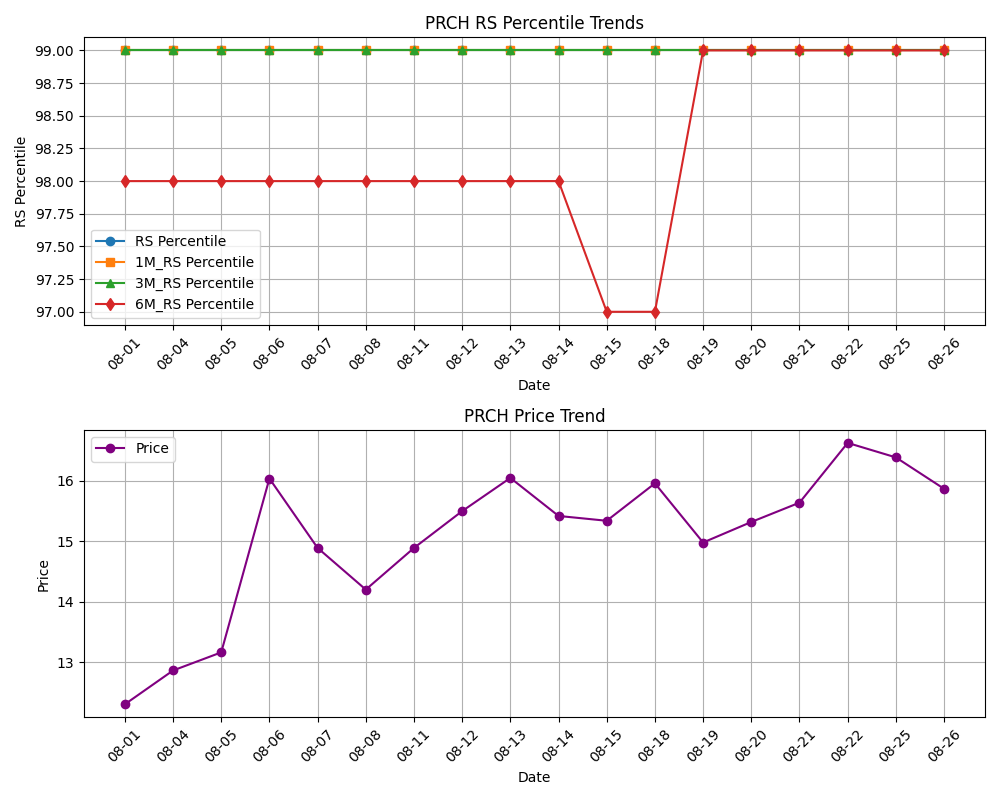 PRCH RS Percentile Trends
RS Percentile
99.00
98.75
98.50
98.25
98.00
97.75
97.50
97.25
97.00
RS Percentile
1M_RS Percentile
3M_RS Percentile
6M_RS Percentile
08-01 08-04 08-05 08-06 08-07 08-08 08-11 08-12 08-13 08-14 08-15 08-18 08-19 08-20 08-21 08-22 08-25 08-26
Date
PRCH Price Trend
Price
16
15
14
13
Price
08-01 08-04 08-05 08-06 08-07 08-08 08-11 08-12 08-13 08-14 08-15 08-18 08-19 08-20 08-21 08-22 08-25 08-26
Date